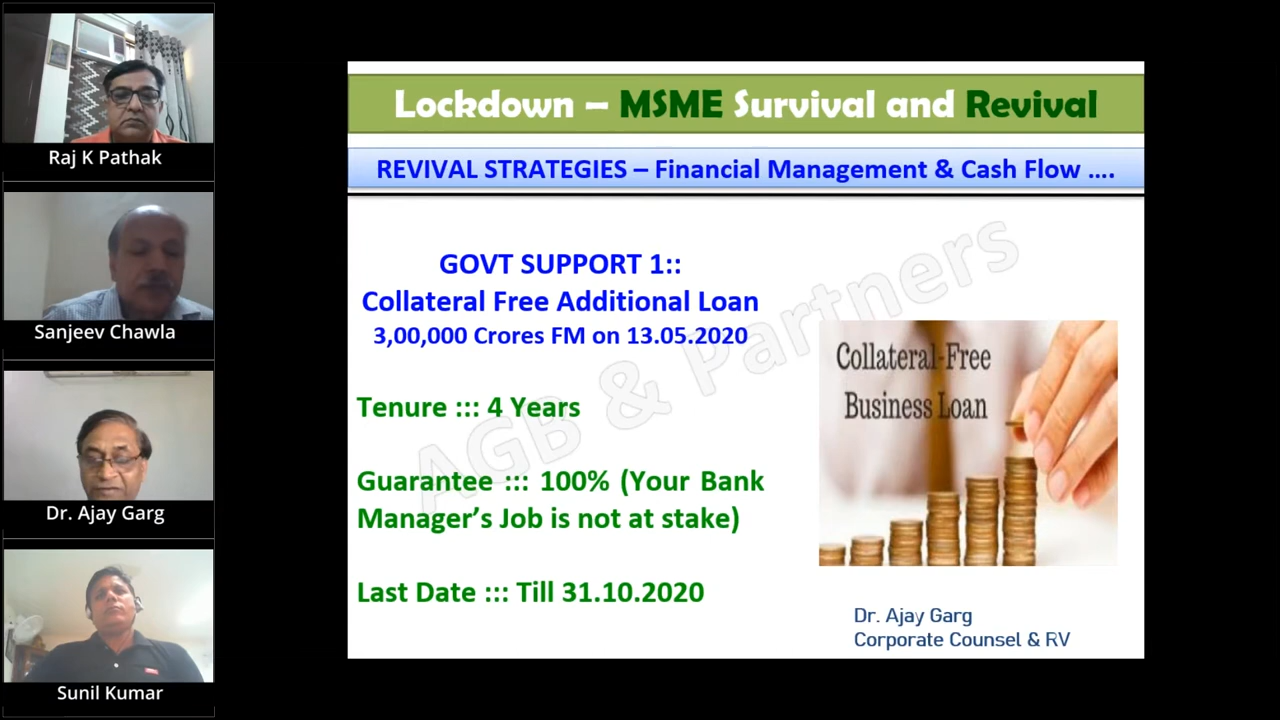 Raj K Pathak
Sanjeev Chawla
Dr. Ajay Garg
Sunil Kumar
Lockdown – MSME Survival and Revival
REVIVAL STRATEGIES – Financial Management & Cash Flow ....
GOVT SUPPORT 1::
Collateral Free Additional Loan
3,00,000 Crores FM on 13.05.2020
Tenure ::: 4 Years
Guarantee ::: 100% (Your Bank
Manager’s Job is not at stake)
Last Date ::: Till 31.10.2020
AGB & Partners
Collateral-Free
Business Loan
Dr. Ajay Garg
Corporate Counsel & RV